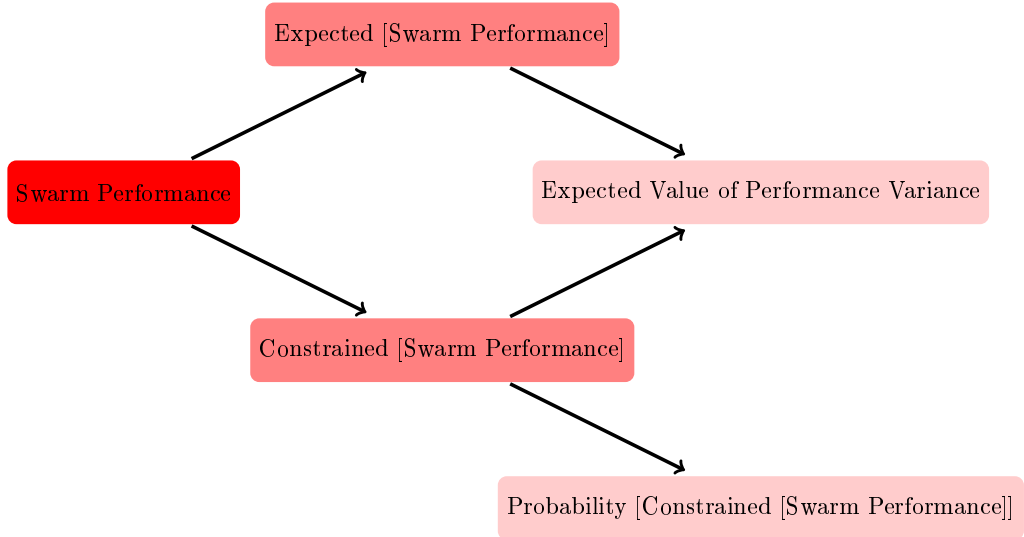 Expected [Swarm Performance]
Swarm Performance
Expected Value of Performance Variance
Constrained [Swarm Performance]
Probability [Constrained [Swarm Performance]]